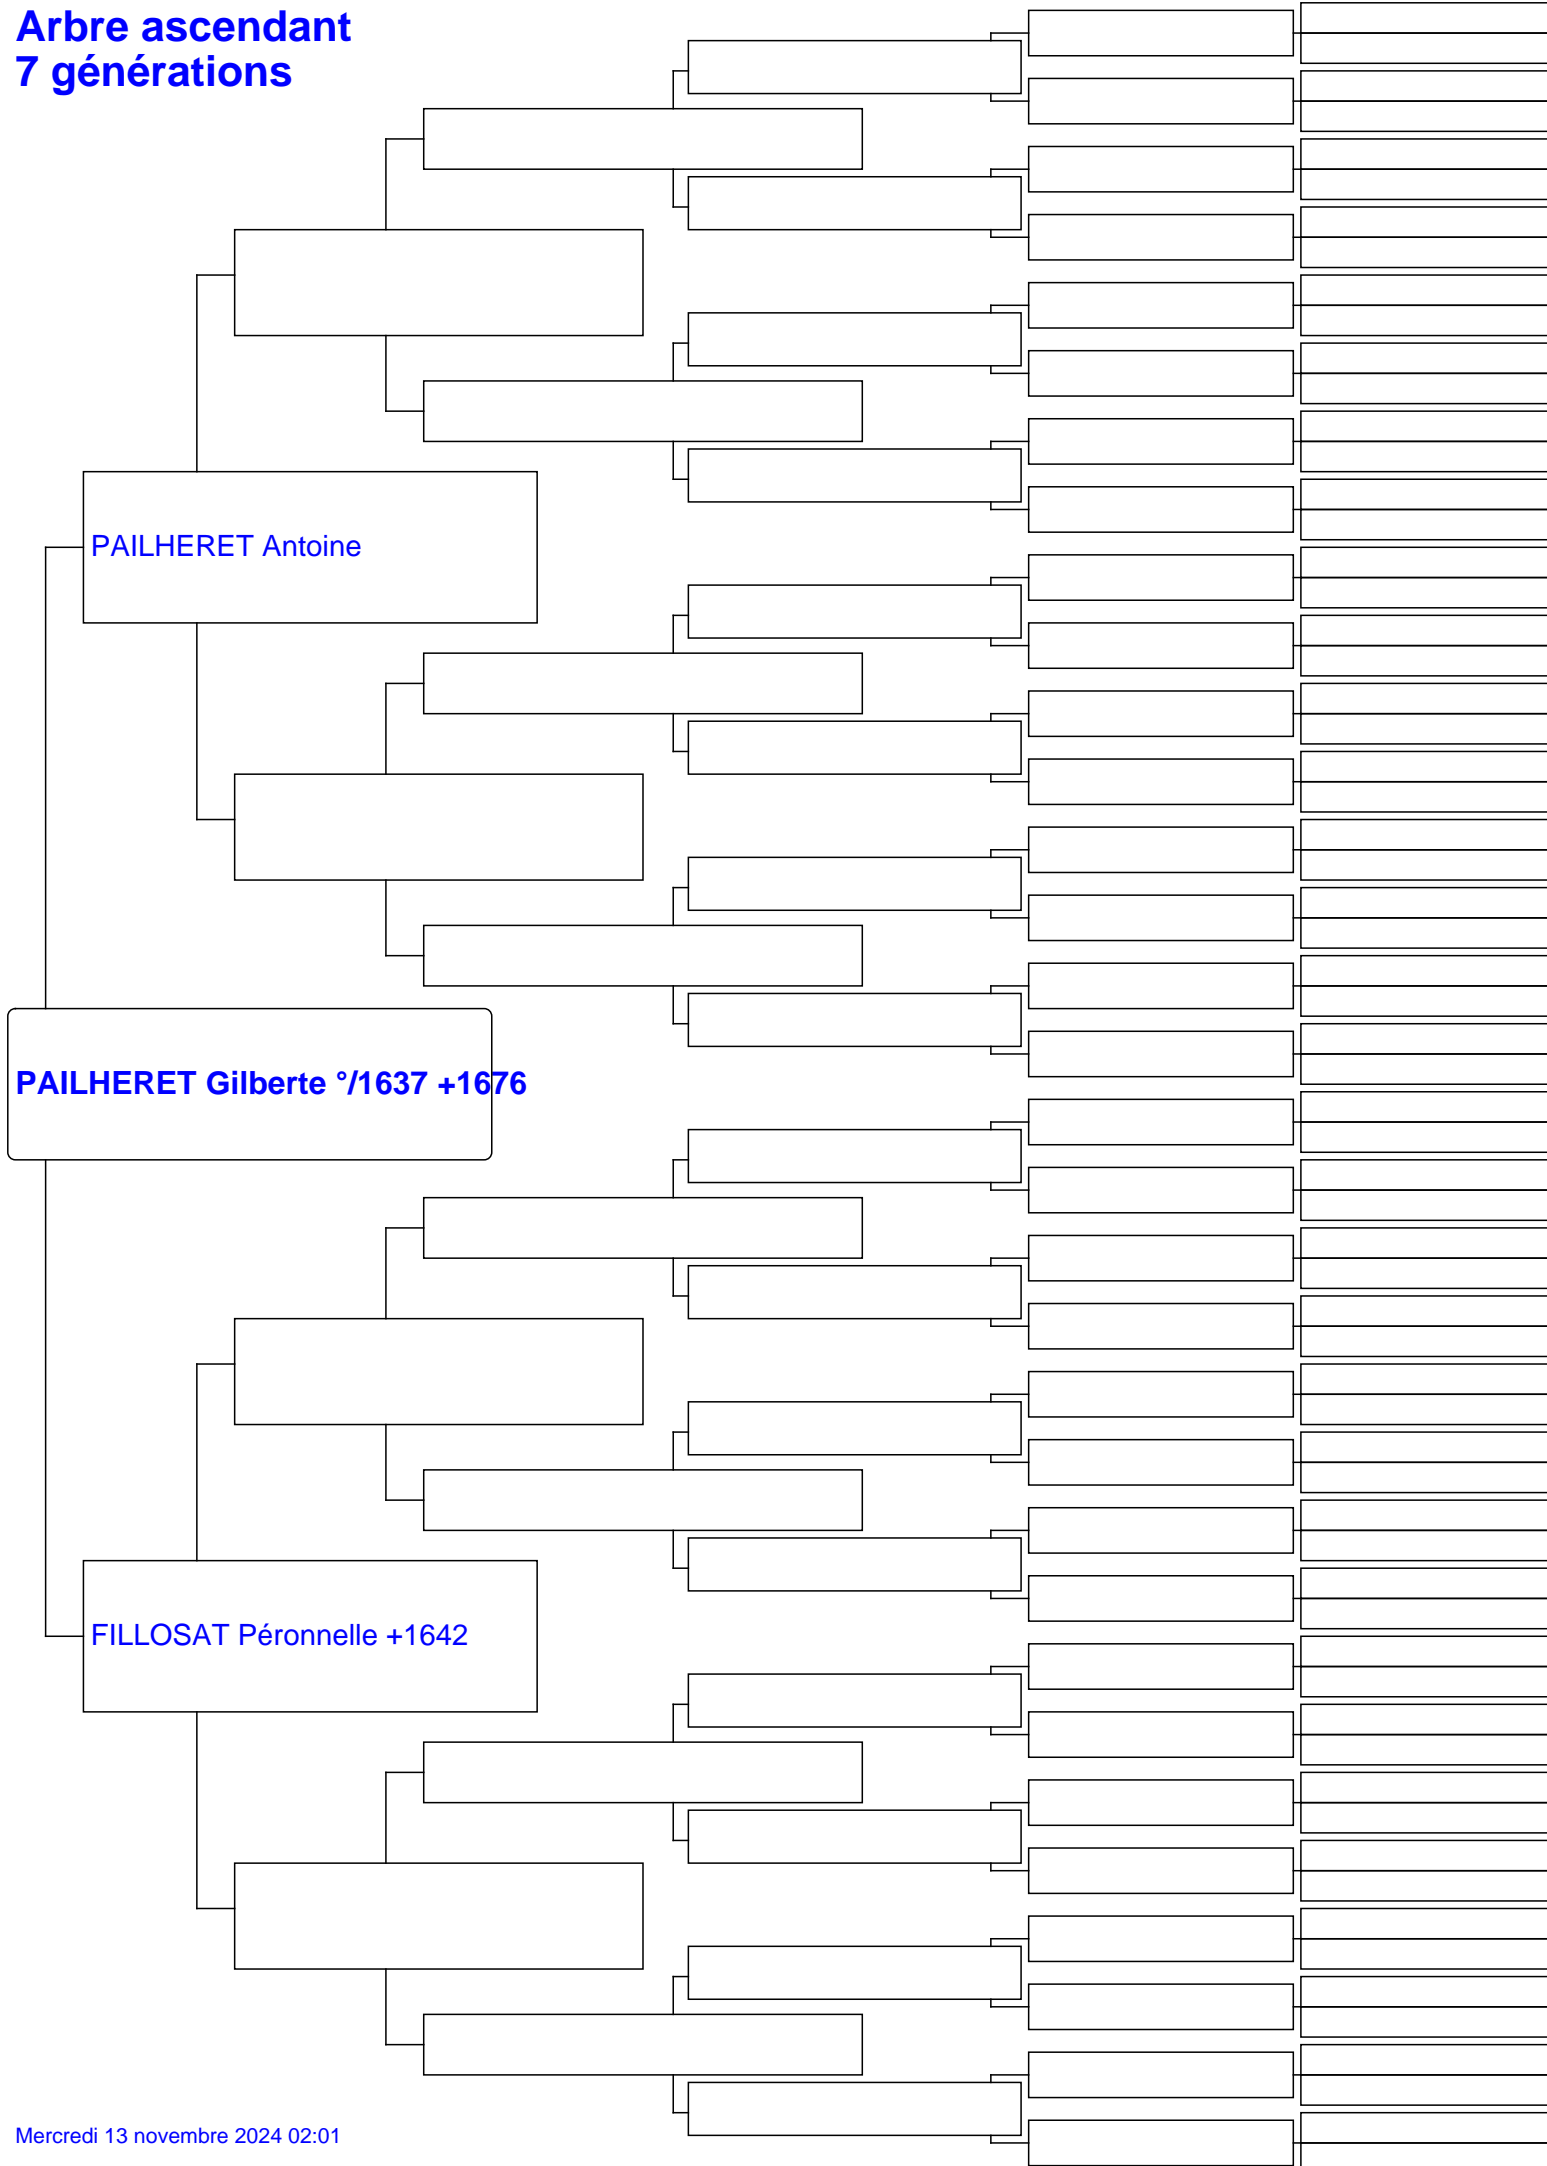 Arbre ascendant
7 générations
PAILHERET Antoine
PAILHERET Gilberte °/1637 +1676
FILLOSAT Péronnelle +1642
Mercredi 13 novembre 2024 02:01